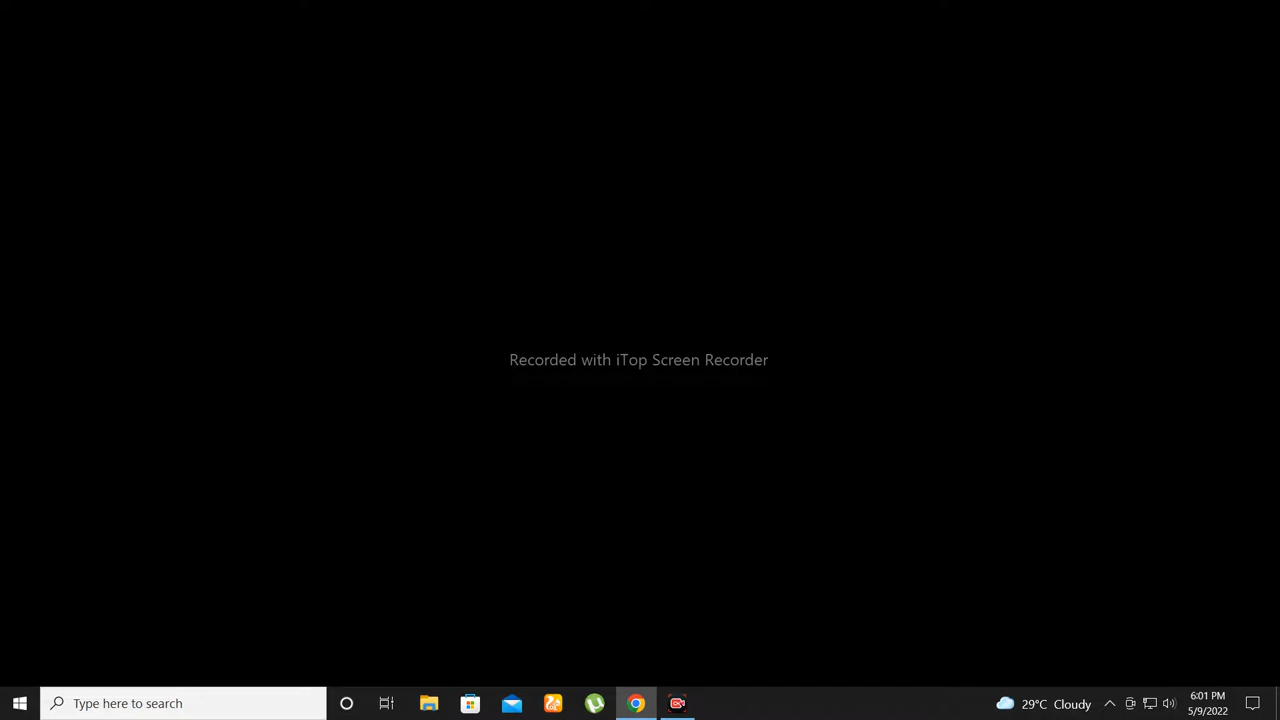 Recorded with iTop Screen Recorder
Type here to search
29°C Cloudy
6:01 PM
5/9/2022